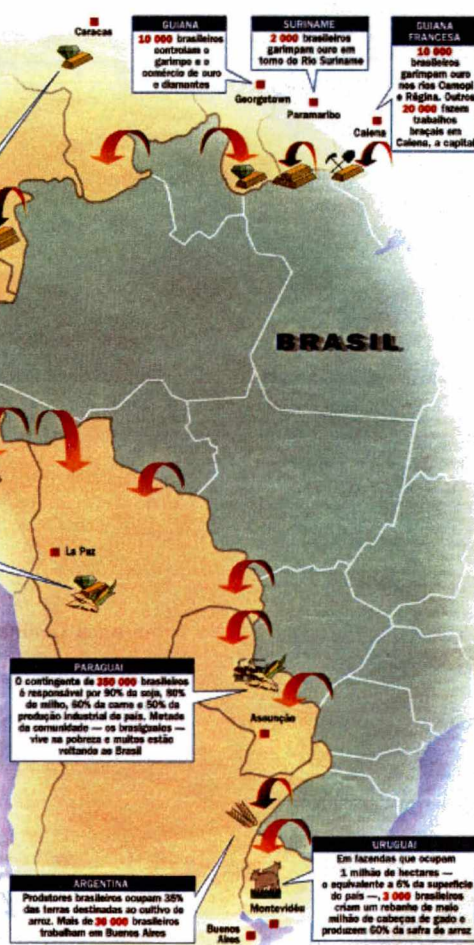 Caracas
GUIANA
10 000 brasileiros
controlam o
garimpo e o
comércio de ouro
e diamantes
Georgetown
SURINAME
2 000 brasileiros
garimpam ouro em
torno do Rio Suriname
Paramaribo
GUIANA
FRANCESA
10 000
brasileiros
garimpam ouro
nos rios Camopi
e Régina. Outros
20 000 fazem
trabalhos
braçais em
Caiena, a capital
Caiena
BRASIL
La Paz
PARAGUAI
O contingente de 350 000 brasileiros
é responsável por 90% da soja, 80%
do milho, 60% da carne e 50% da
produção industrial do país. Metade
da comunidade — os brasiguaios —
vive na pobreza e muitos estão
voltando ao Brasil
Assunção
URUGUAI
Em fazendas que ocupam
1 milhão de hectares —
o equivalente a 6% da superfície
do país —, 3 000 brasileiros
criam um rebanho de meio
milhão de cabeças de gado e
produzem 60% da safra de arroz
ARGENTINA
Produtores brasileiros ocupam 35%
das terras destinadas ao cultivo de
arroz. Mais de 30 000 brasileiros
trabalham em Buenos Aires
Montevidéu
Buenos
Aires